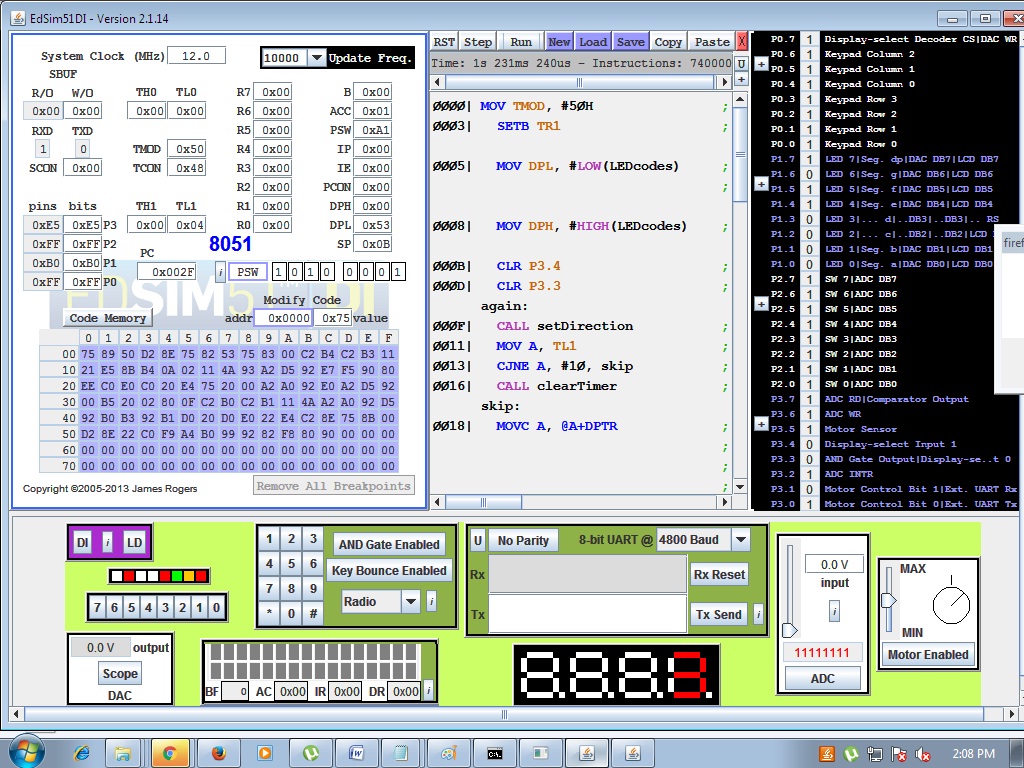 EdSim51DI - Version 2.1.14
System Clock (MHz) 12.0 10000 Update Freq.
SBUF
R/O W/O TH0 TL0 R7 0x00 B 0x00
0x00 0x00 0x00 0x00 R6 0x00 ACC 0x01
RXD TXD R5 0x00 PSW 0xA1
1 0 TMOD 0x50 R4 0x00 IP 0x00
SCON 0x00 TCON 0x48 R3 0x00 IE 0x00
R2 0x00 PCON 0x00
pins bits TH1 TL1 R1 0x00 DPH 0x00
0xE5 0xE5 P3 0x00 0x04 R0 0x00 DPL 0x53
0xFF 0xFF P2 8051 SP 0x0B
0xB0 0xB0 P1 PC
0xFF 0xFF P0 0x002F i PSW 1 0 1 0 0 0 0 1
EDSIM51DI
Modify Code
Code Memory addr 0x0000 0x75 value
0 1 2 3 4 5 6 7 8 9 A B C D E F
00 75 89 50 D2 8E 75 82 53 75 83 00 C2 B4 C2 B3 11
10 21 E5 8B B4 0A 02 11 4A 93 A2 D5 92 E7 F5 90 80
20 EE C0 E0 C0 20 E4 75 20 00 A2 A0 92 E0 A2 D5 92
30 00 B5 20 02 80 0F C2 B0 C2 B1 11 4A A2 A0 92 D5
40 92 B0 B3 92 B1 D0 20 D0 E0 22 E4 C2 8E 75 8B 00
50 D2 8E 22 C0 F9 A4 B0 99 92 82 F8 80 90 00 00 00
60 00 00 00 00 00 00 00 00 00 00 00 00 00 00 00 00
70 00 00 00 00 00 00 00 00 00 00 00 00 00 00 00 00
Copyright ©2005-2013 James Rogers Remove All Breakpoints
RST Step Run New Load Save Copy Paste X
Time: 1s 231ms 240us - Instructions: 740000 U
0000| MOV TMOD, #50H ;
0003| SETB TR1 ;
0005| MOV DPL, #LOW(LEDcodes) ;
;
0008| MOV DPH, #HIGH(LEDcodes) ;
000B| CLR P3.4 ;
000D| CLR P3.3 ;
again:
000F| CALL setDirection ;
0011| MOV A, TL1 ;
0013| CJNE A, #10, skip ;
0016| CALL clearTimer ;
skip:
0018| MOVC A, @A+DPTR ;
;
;
;
P0.7 1 Display-select Decoder CS|DAC WR
P0.6 1 Keypad Column 2
P0.5 1 Keypad Column 1
P0.4 1 Keypad Column 0
P0.3 1 Keypad Row 3
P0.2 1 Keypad Row 2
P0.1 1 Keypad Row 1
P0.0 1 Keypad Row 0
P1.7 1 LED 7|Seg. dp|DAC DB7|LCD DB7
P1.6 0 LED 6|Seg. g|DAC DB6|LCD DB6
P1.5 1 LED 5|Seg. f|DAC DB5|LCD DB5
P1.4 1 LED 4|Seg. e|DAC DB4|LCD DB4
P1.3 0 LED 3|... d|..DB3|..DB3|.. RS
P1.2 0 LED 2|... c|..DB2|..DB2|LCD
P1.1 0 LED 1|Seg. b|DAC DB1|LCD DB1
P1.0 0 LED 0|Seg. a|DAC DB0|LCD DB0
P2.7 1 SW 7|ADC DB7
P2.6 1 SW 6|ADC DB6
P2.5 1 SW 5|ADC DB5
P2.4 1 SW 4|ADC DB4
P2.3 1 SW 3|ADC DB3
P2.2 1 SW 2|ADC DB2
P2.1 1 SW 1|ADC DB1
P2.0 1 SW 0|ADC DB0
P3.7 1 ADC RD|Comparator Output
P3.6 1 ADC WR
P3.5 1 Motor Sensor
P3.4 0 Display-select Input 1
P3.3 0 AND Gate Output|Display-se..t 0
P3.2 1 ADC INTR
P3.1 0 Motor Control Bit 1|Ext. UART Rx
P3.0 1 Motor Control Bit 0|Ext. UART Tx
firef
DI i LD
7 6 5 4 3 2 1 0
0.0 V output
Scope
DAC
1 2 3
4 5 6
7 8 9
* 0 #
AND Gate Enabled
Key Bounce Enabled
Radio i
BF 0 AC 0x00 IR 0x00 DR 0x00 i
U No Parity 8-bit UART @ 4800 Baud
Rx Rx Reset
Tx Tx Send i
8.8.8.3.
0.0 V
input
i
11111111
ADC
MAX
MIN
Motor Enabled
2:08 PM